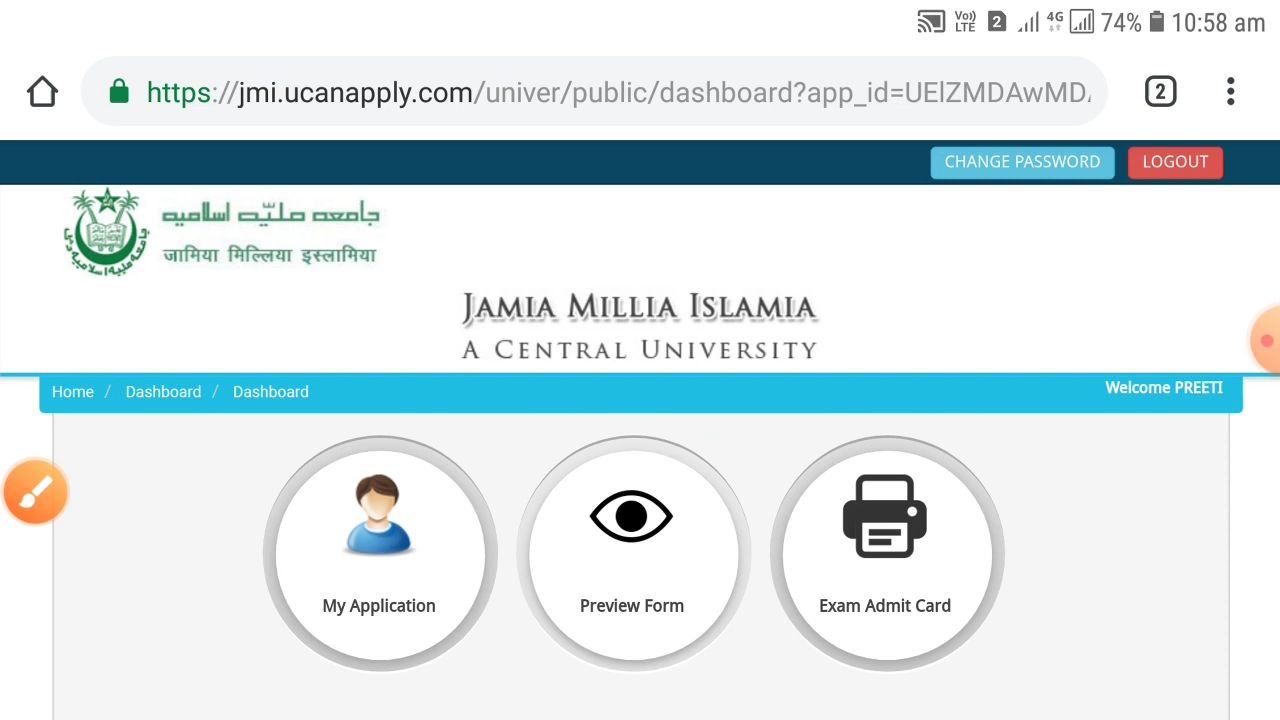 Vo)) LTE 2 4G 74% 10:58 am
https://jmi.ucanapply.com/univer/public/dashboard?app_id=UElZMDAwMD 2
CHANGE PASSWORD LOGOUT
جامعه ملیّه اسلامیه
जामिया मिल्लिया इस्लामिया
JAMIA MILLIA ISLAMIA
A CENTRAL UNIVERSITY
Home / Dashboard / Dashboard Welcome PREETI
My Application Preview Form Exam Admit Card